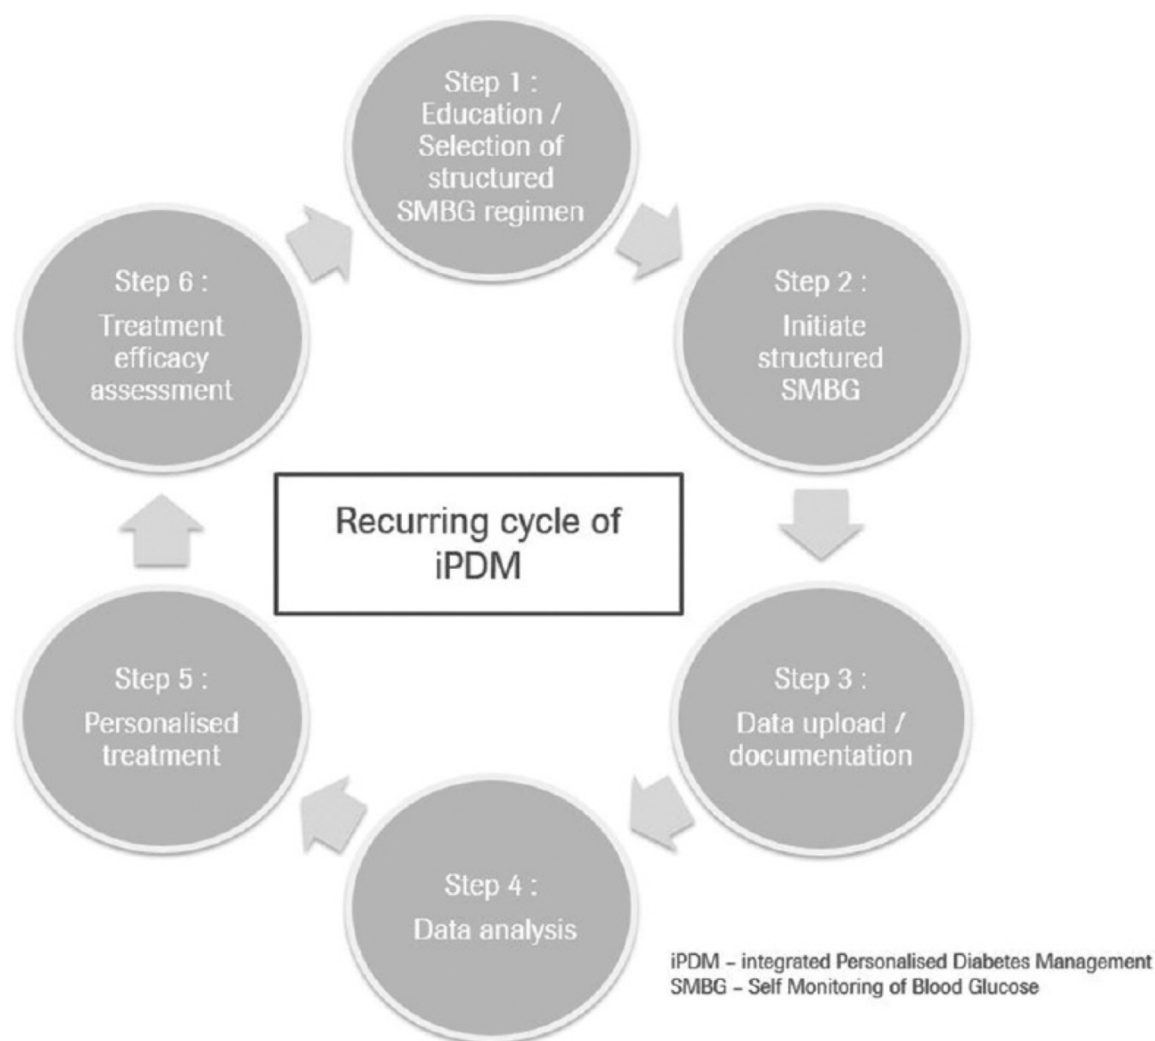 Step 1 :
Education /
Selection of
structured
SMBG regimen
Step 2 :
Initiate
structured
SMBG
Step 3 :
Data upload /
documentation
Step 4 :
Data analysis
Step 5 :
Personalised
treatment
Step 6 :
Treatment
efficacy
assessment
Recurring cycle of
iPDM
iPDM – integrated Personalised Diabetes Management
SMBG – Self Monitoring of Blood Glucose